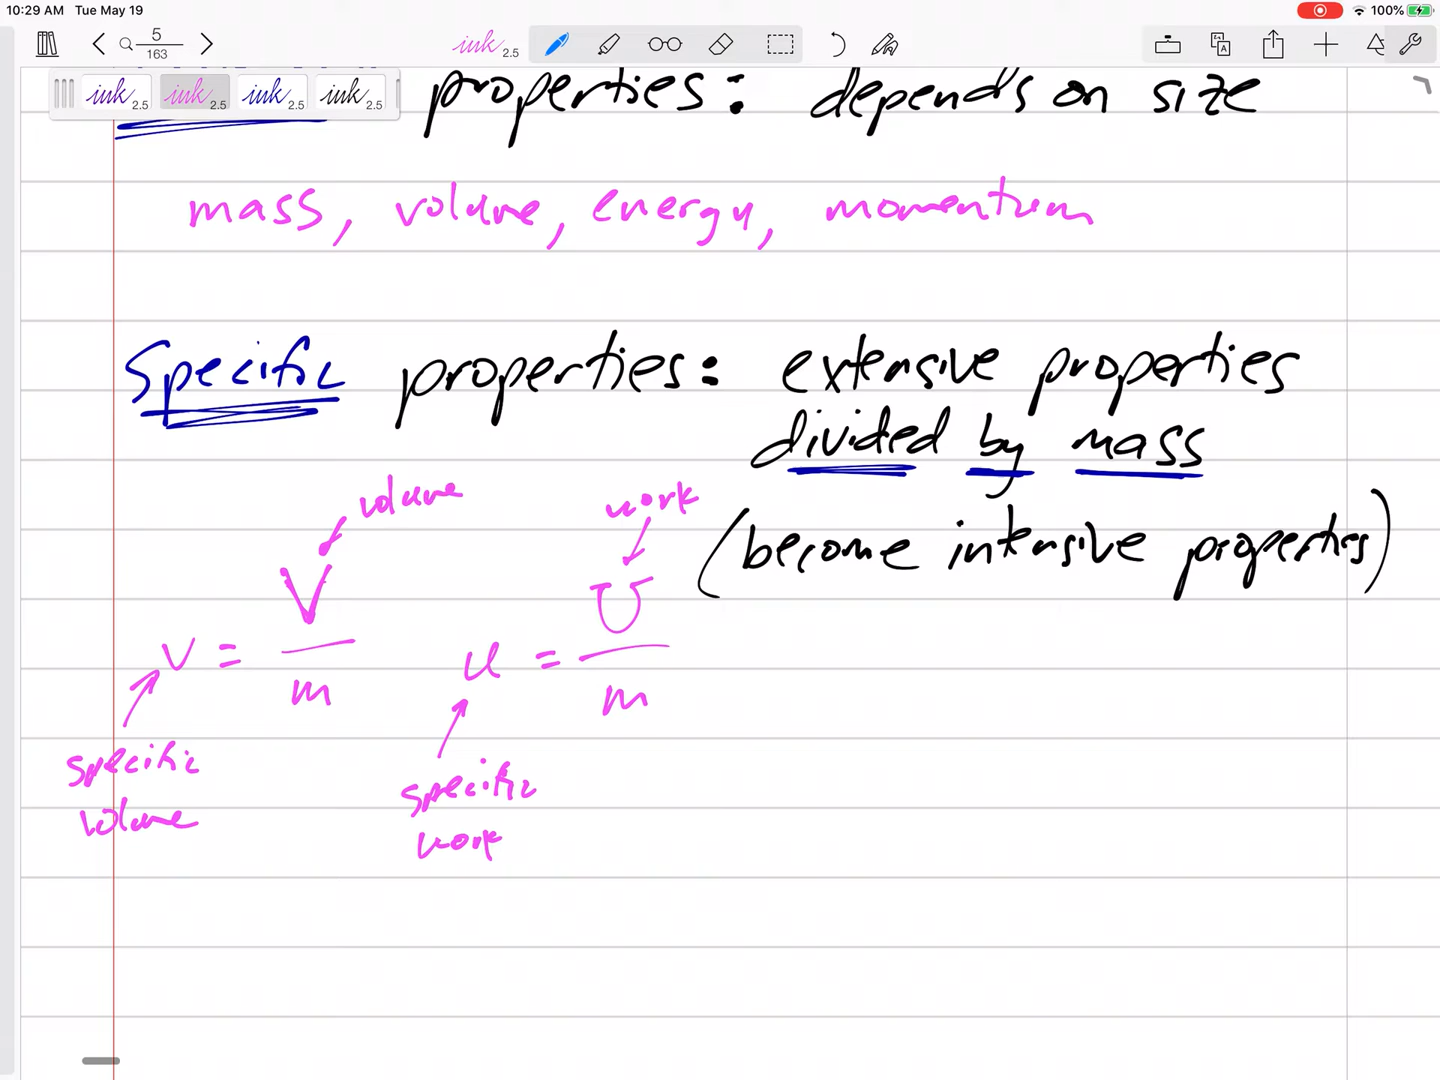 10:29 AM Tue May 19
100%
5
163
ink 2.5
ink 2.5 ink 2.5 ink 2.5 ink 2.5
properties: depends on size
mass, volume, energy, momentum
Specific properties: extensive properties
divided by mass
(become intensive properties)
volume
work
v = V/m
u = U/m
specific
volume
specific
work